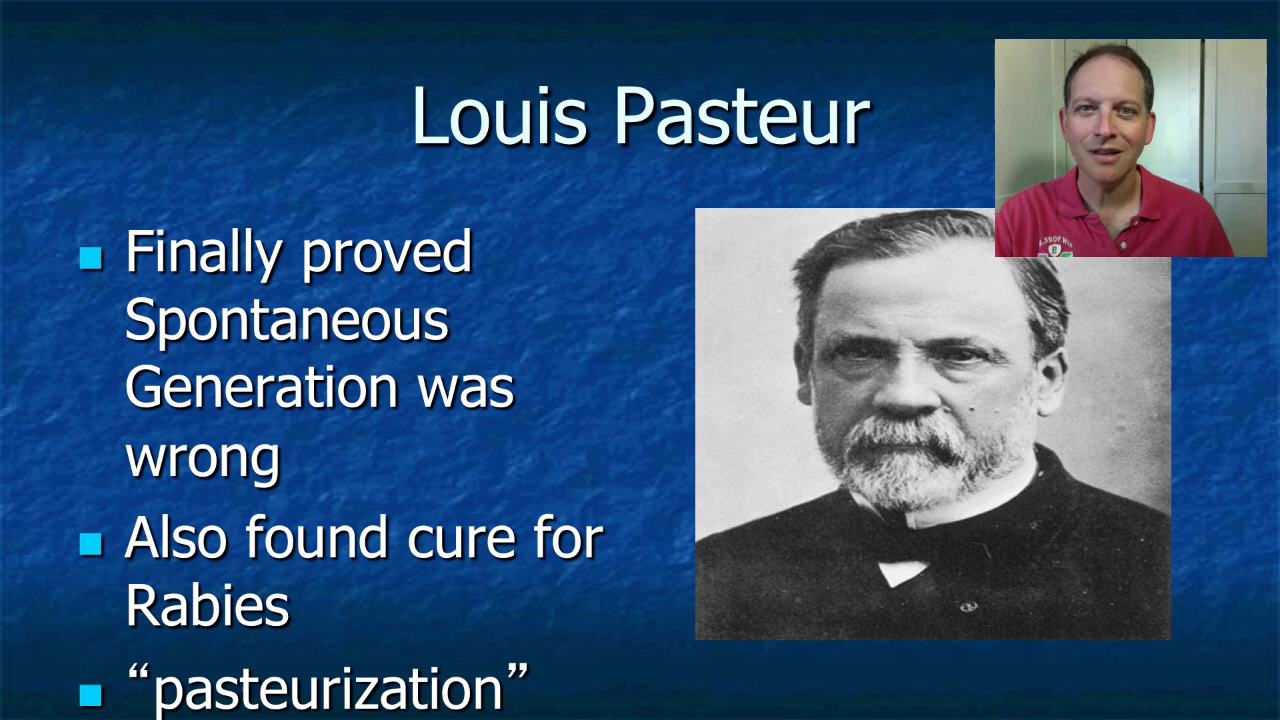 Louis Pasteur
Finally proved
Spontaneous
Generation was
wrong
Also found cure for
Rabies
“pasteurization”